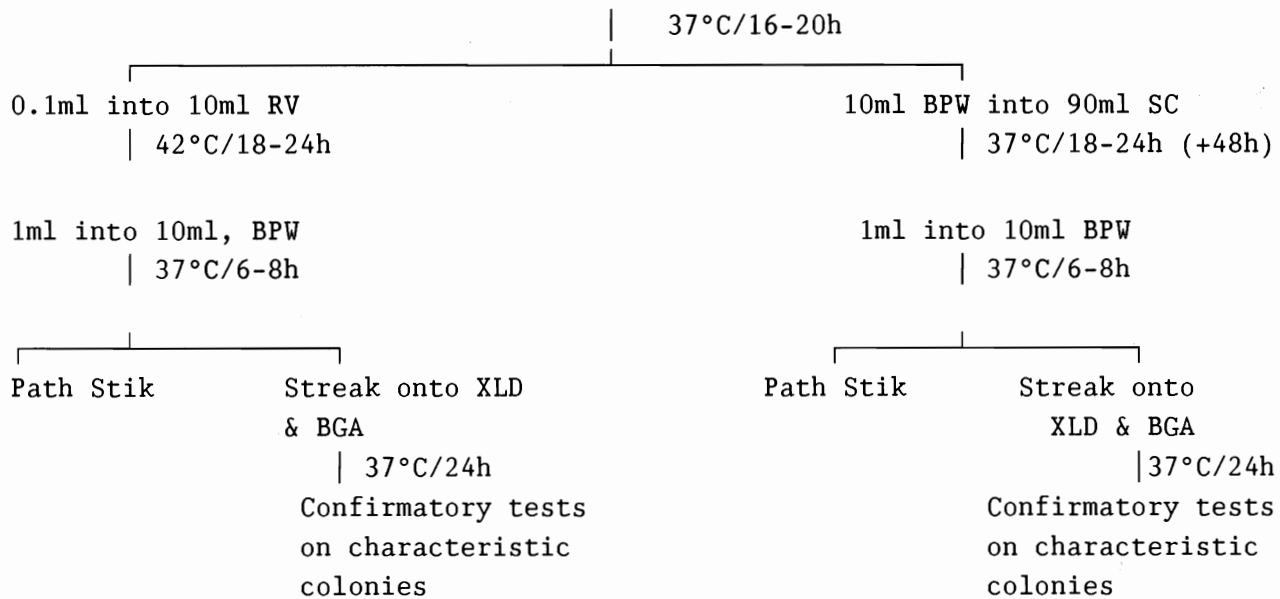 37°C/16-20h
0.1ml into 10ml RV
10ml BPW into 90ml SC
42°C/18-24h
37°C/18-24h (+48h)
1ml into 10ml, BPW
1ml into 10ml BPW
37°C/6-8h
37°C/6-8h
Path Stik
Streak onto XLD
Path Stik
Streak onto
& BGA
XLD & BGA
37°C/24h
37°C/24h
Confirmatory tests
Confirmatory tests
on characteristic
on characteristic
colonies
colonies